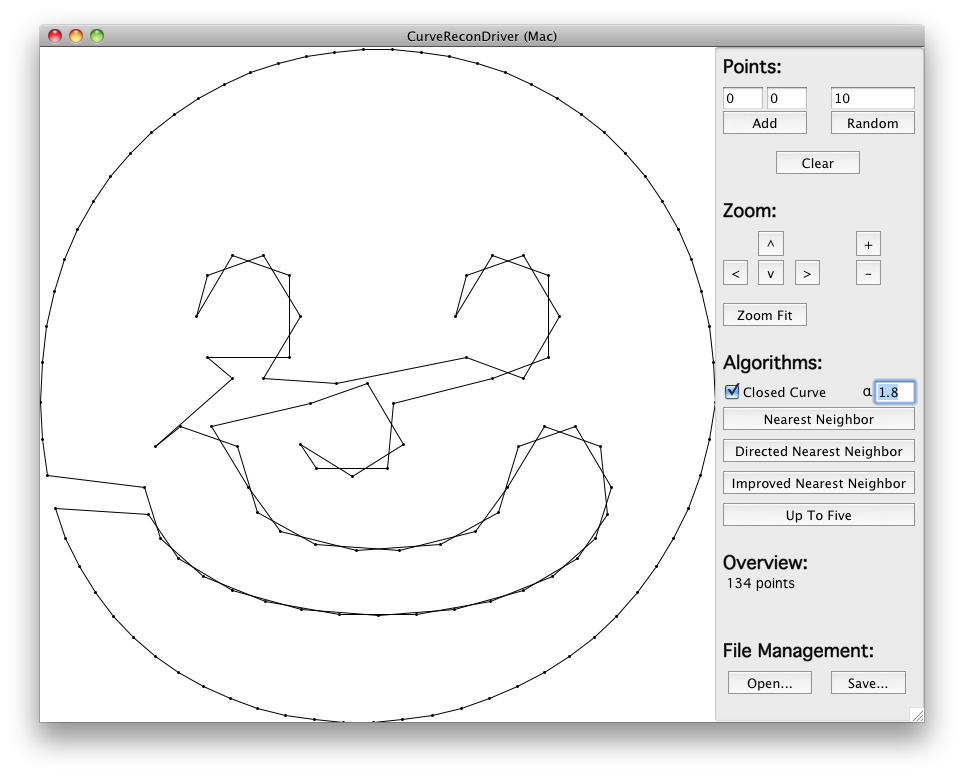 CurveReconDriver (Mac)
Points:
0 0 10
Add Random
Clear
Zoom:
^ +
< v > -
Zoom Fit
Algorithms:
Closed Curve α 1.8
Nearest Neighbor
Directed Nearest Neighbor
Improved Nearest Neighbor
Up To Five
Overview:
134 points
File Management:
Open... Save...